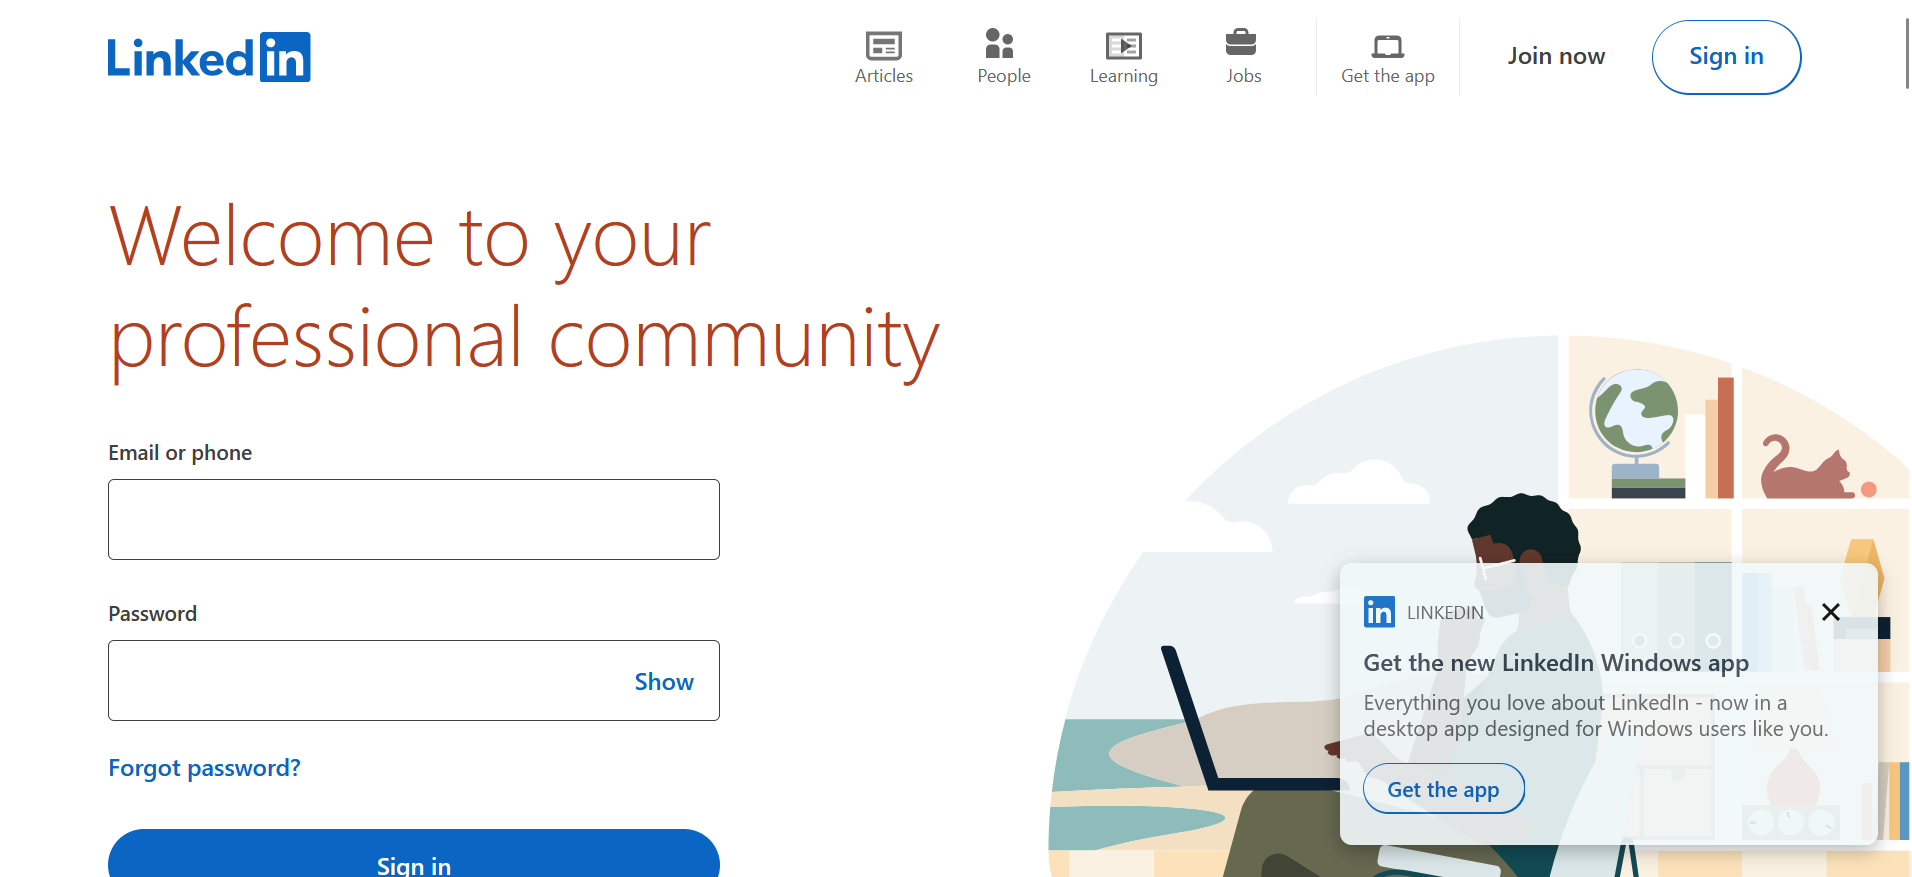 Linked in
Articles
People
Learning
Jobs
Get the app
Join now
Sign in
Welcome to your
professional community
Email or phone
Password
Show
Forgot password?
Sign in
in LINKEDIN
Get the new LinkedIn Windows app
Everything you love about LinkedIn - now in a
desktop app designed for Windows users like you.
Get the app